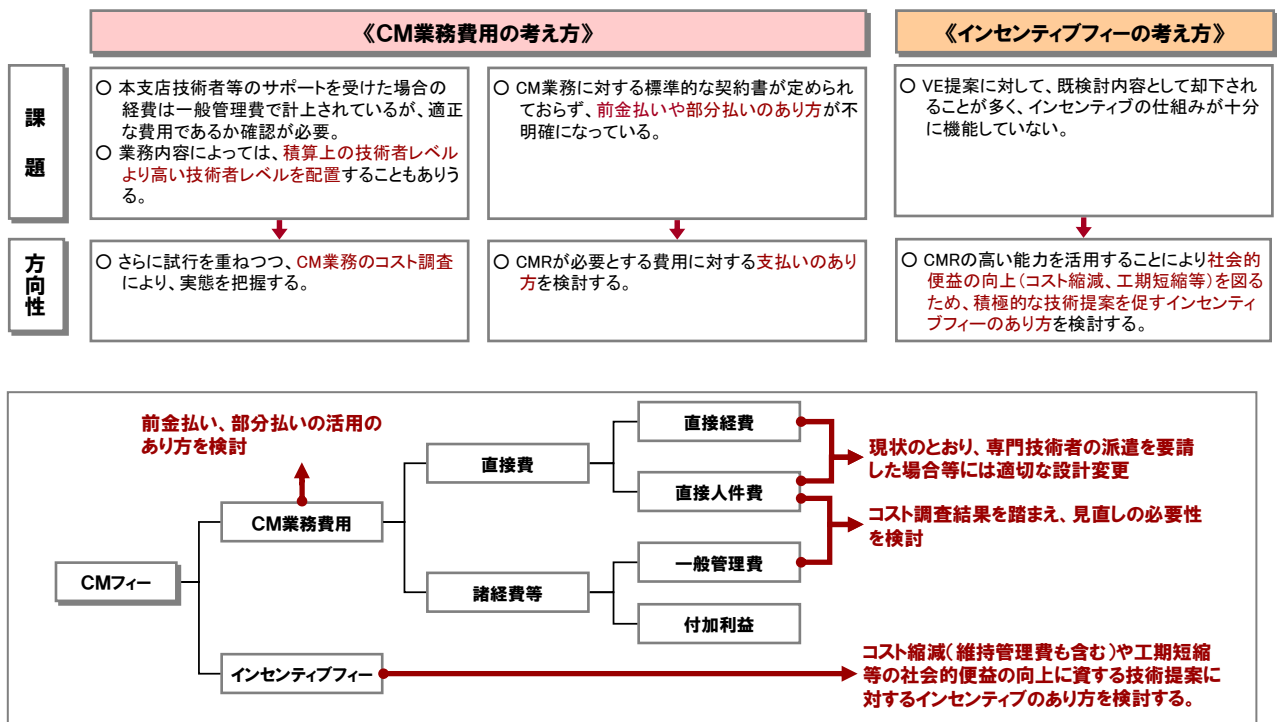 《CM業務費用の考え方》
《インセンティブフィーの考え方》
課題
○ 本支店技術者等のサポートを受けた場合の
経費は一般管理費で計上されているが、適正
な費用であるか確認が必要。
○ 業務内容によっては、積算上の技術者レベル
より高い技術者レベルを配置することもありう
る。
○ CM業務に対する標準的な契約書が定められ
ておらず、前金払いや部分払いのあり方が不
明確になっている。
○ VE提案に対して、既検討内容として却下され
ることが多く、インセンティブの仕組みが十分
に機能していない。
方向性
○ さらに試行を重ねつつ、CM業務のコスト調査
により、実態を把握する。
○ CMRが必要とする費用に対する支払いのあり
方を検討する。
○ CMRの高い能力を活用することにより社会的
便益の向上(コスト縮減、工期短縮等)を図る
ため、積極的な技術提案を促すインセンティ
ブフィーのあり方を検討する。
前金払い、部分払いの活用の
あり方を検討
直接経費
直接費
現状のとおり、専門技術者の派遣を要請
した場合等には適切な設計変更
直接人件費
CM業務費用
コスト調査結果を踏まえ、見直しの必要性
を検討
一般管理費
CMフィー
諸経費等
付加利益
インセンティブフィー
コスト縮減(維持管理費も含む)や工期短縮
等の社会的便益の向上に資する技術提案に
対するインセンティブのあり方を検討する。